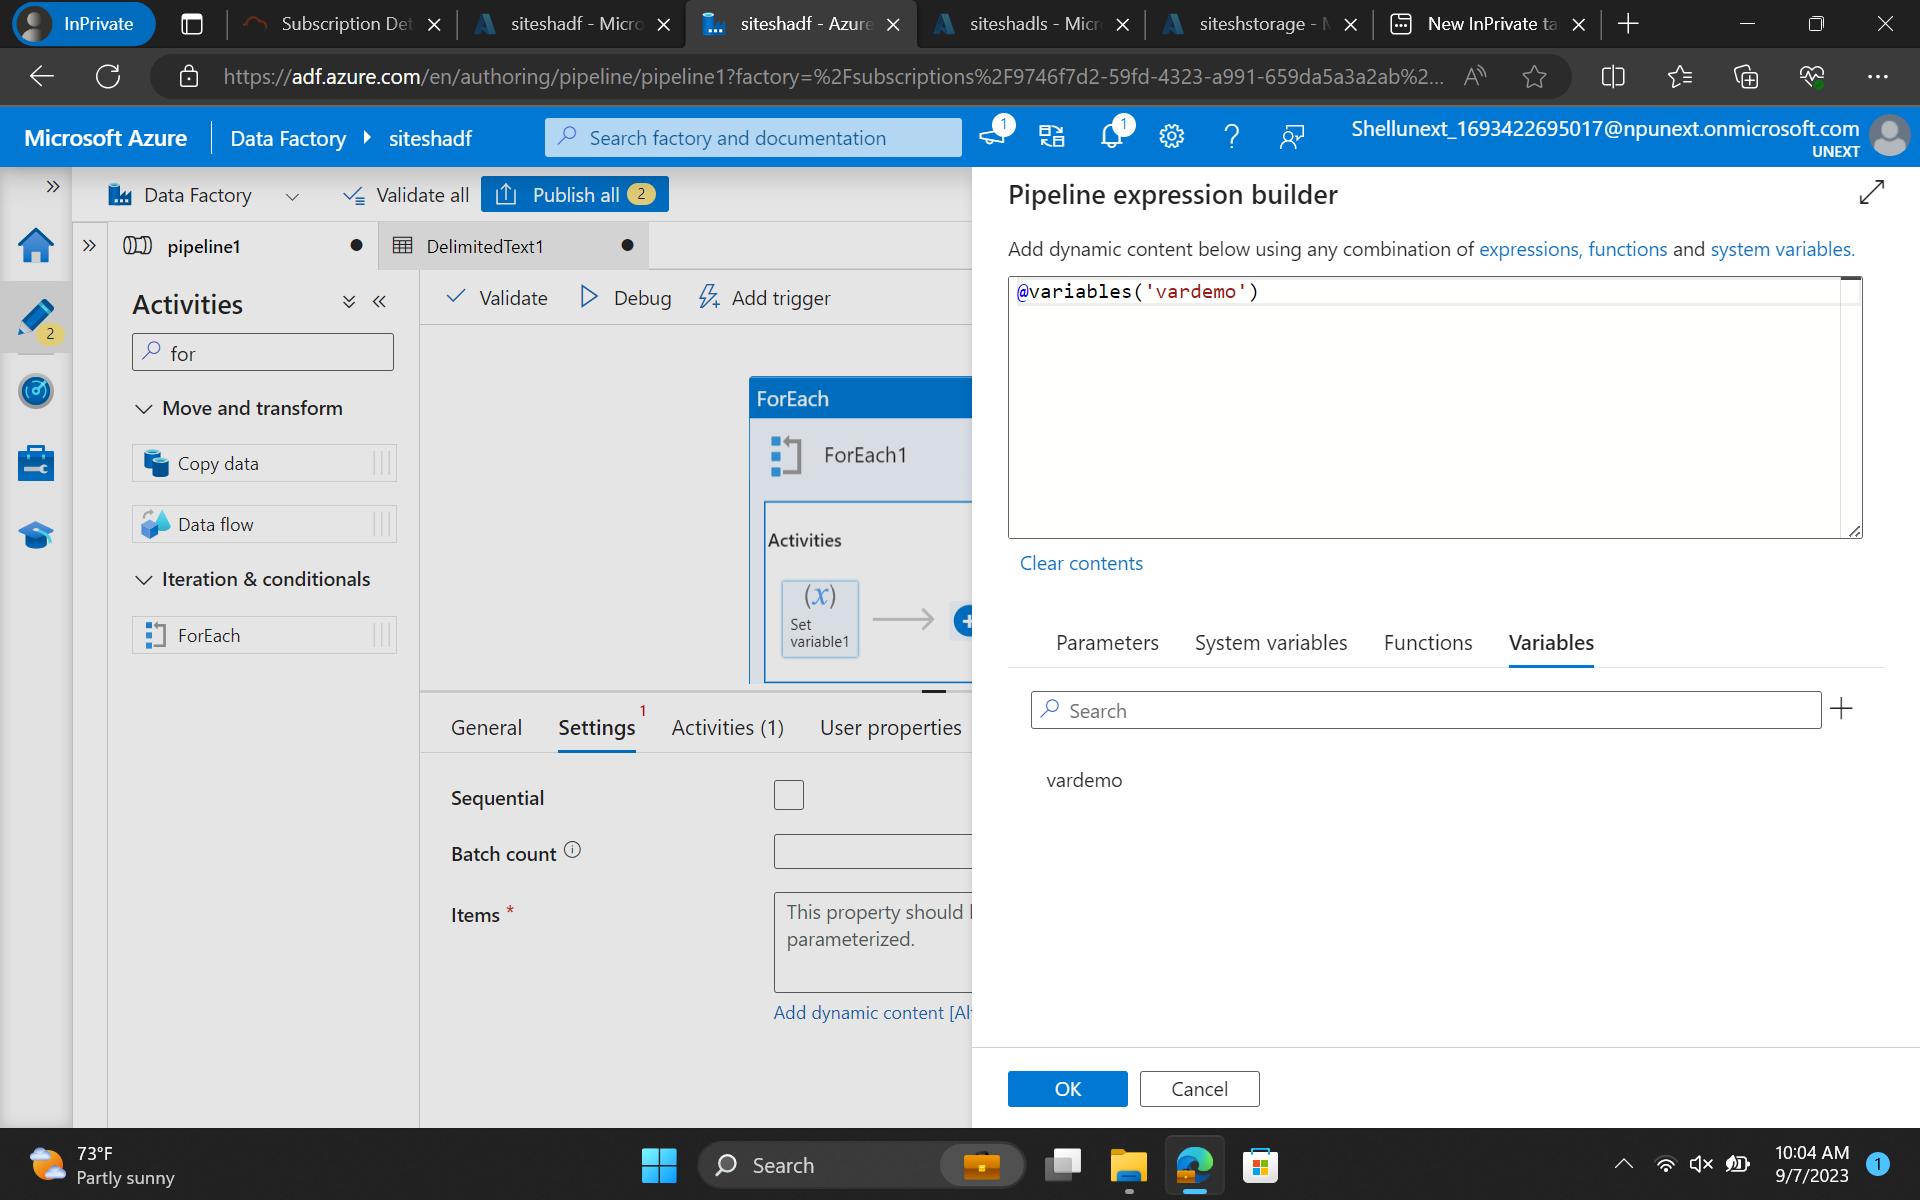 InPrivate
Subscription Det
siteshadf - Micro
siteshadf - Azure
siteshadls - Micr
siteshstorage - M
New InPrivate ta
https://adf.azure.com/en/authoring/pipeline/pipeline1?factory=%2Fsubscriptions%2F9746f7d2-59fd-4323-a991-659da5a3a2ab%2...
Microsoft Azure
Data Factory
siteshadf
Search factory and documentation
1
1
Shellunext_1693422695017@npunext.onmicrosoft.com
UNEXT
Data Factory
Validate all
Publish all 2
pipeline1
DelimitedText1
2
Activities
for
Move and transform
Copy data
Data flow
Iteration & conditionals
ForEach
Validate
Debug
Add trigger
ForEach
ForEach1
Activities
(x)
Set
variable1
General
Settings 1
Activities (1)
User properties
Sequential
Batch count
Items *
This property should
parameterized.
Add dynamic content [Al
Pipeline expression builder
Add dynamic content below using any combination of expressions, functions and system variables.
@variables('vardemo')
Clear contents
Parameters
System variables
Functions
Variables
Search
vardemo
OK
Cancel
73°F
Partly sunny
Search
10:04 AM
9/7/2023
1